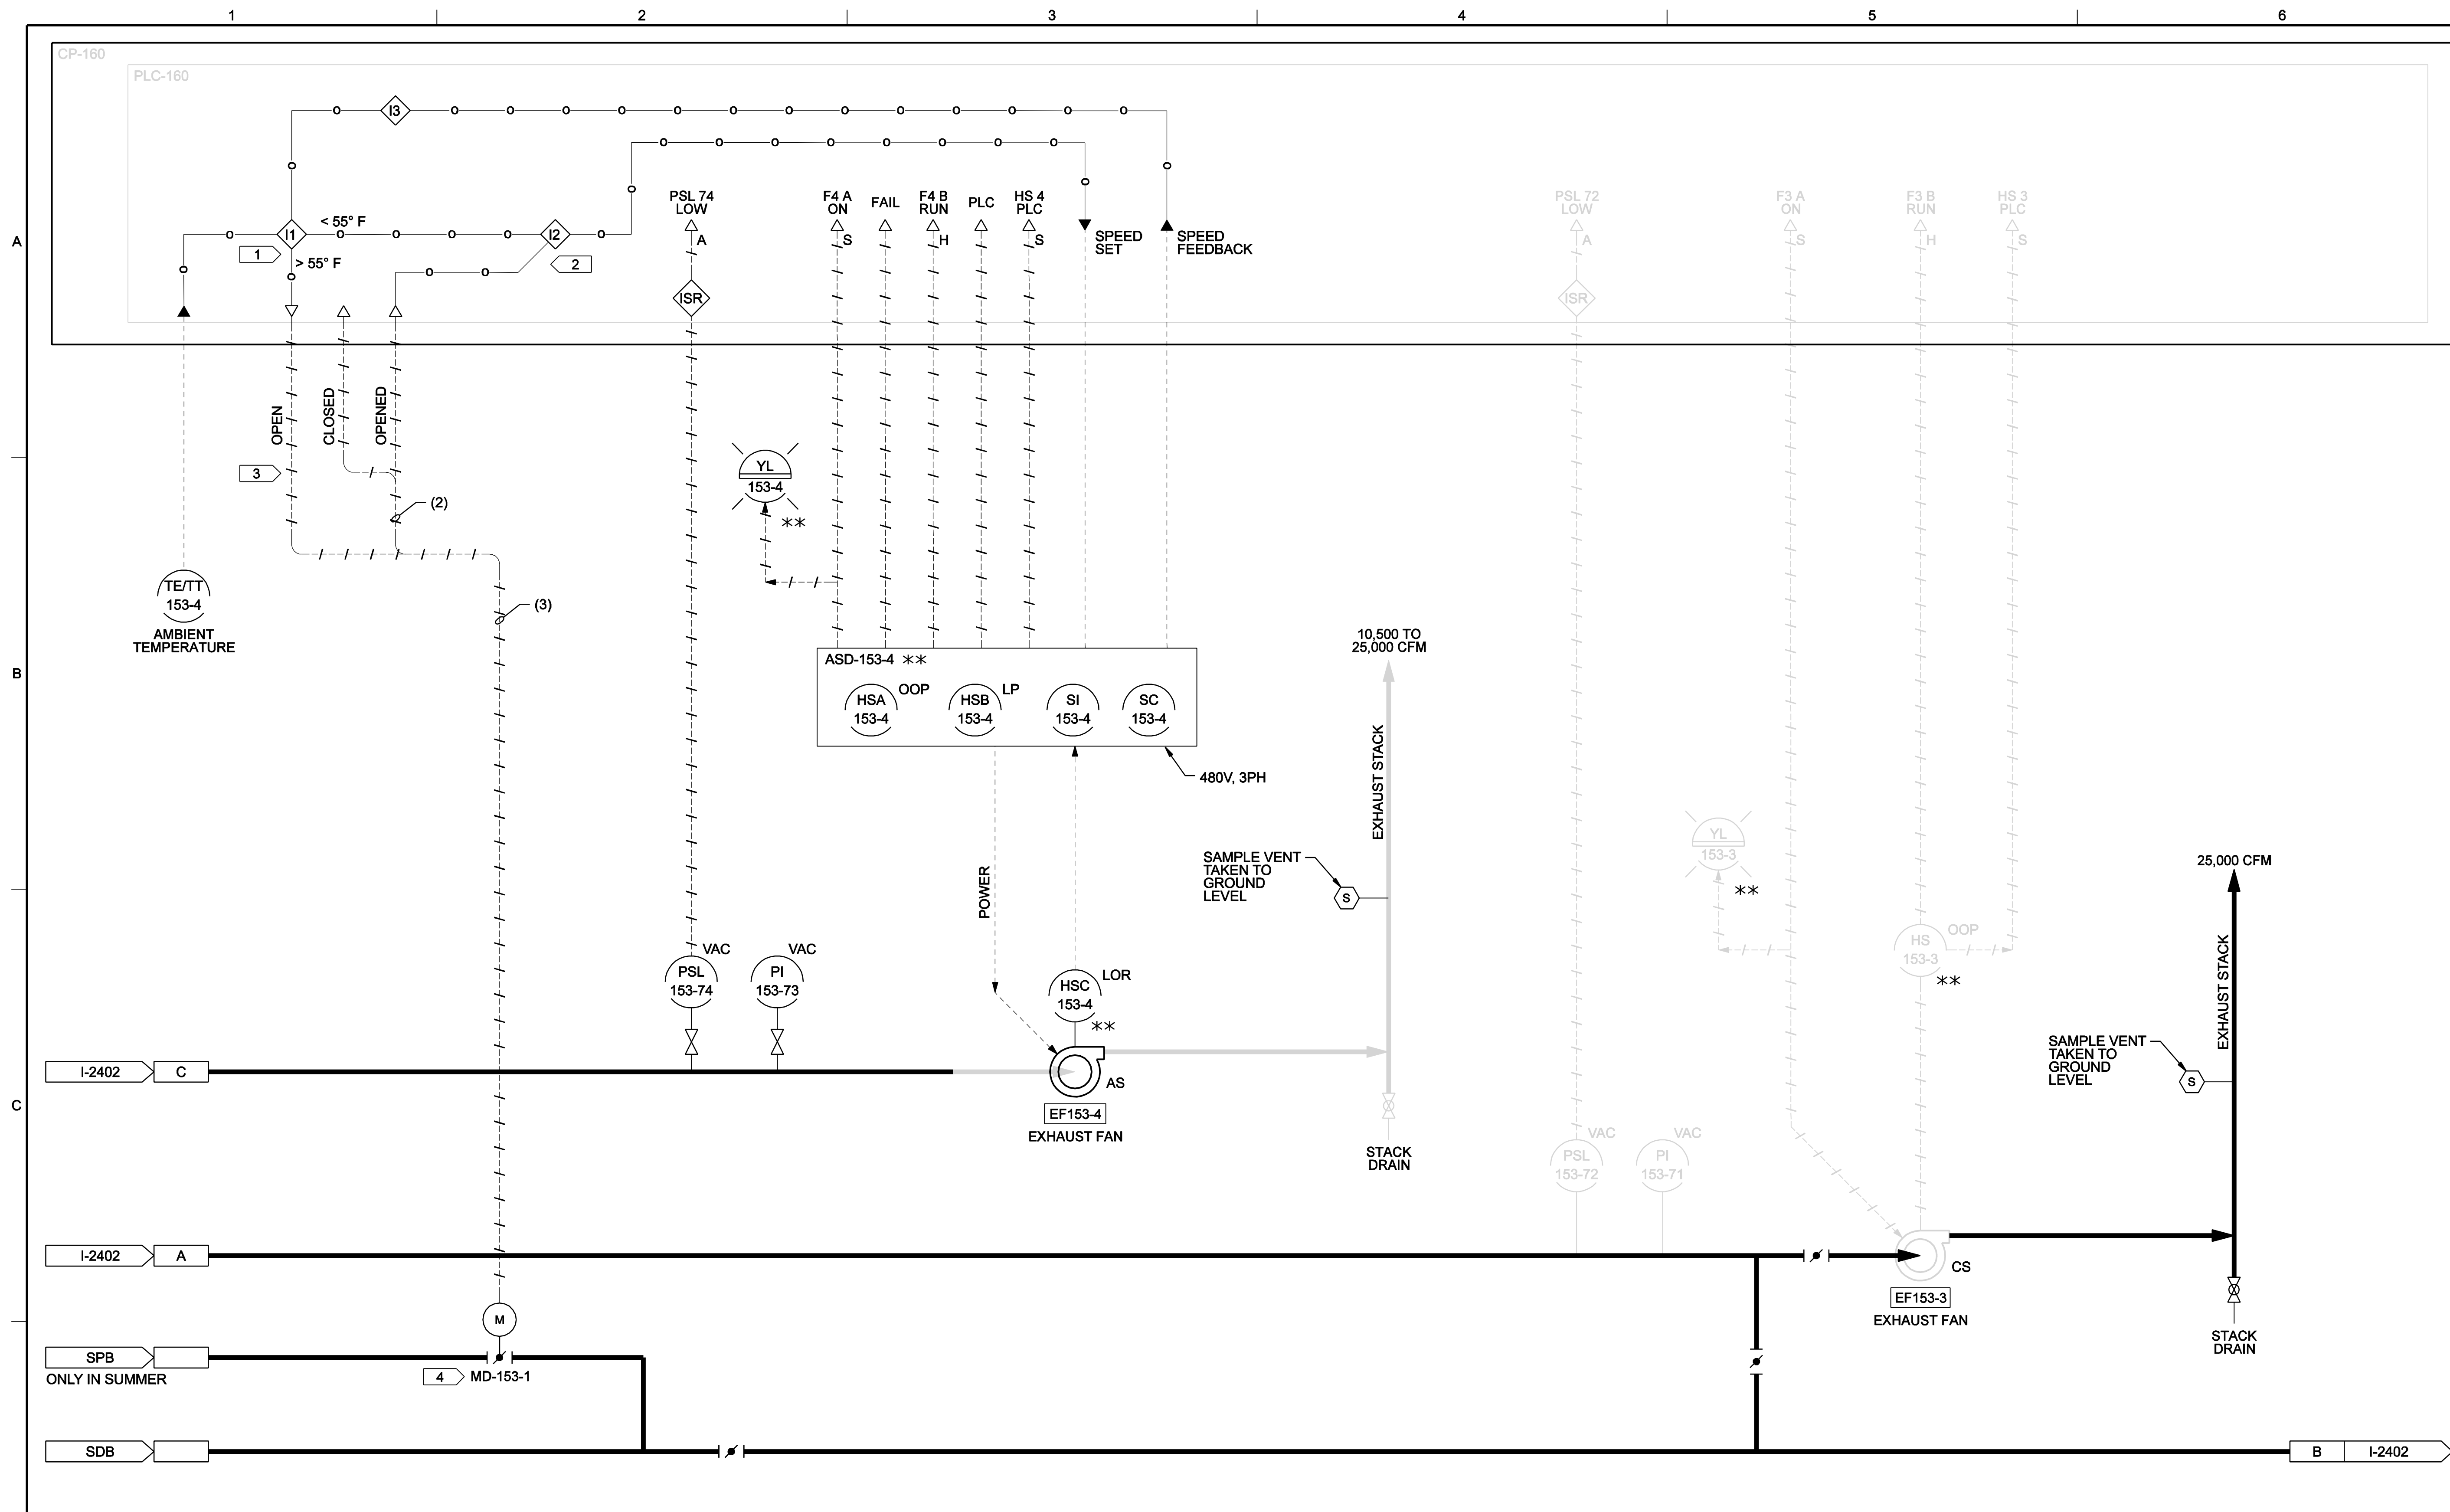 1
2
3
4
5
6
CP-160
PLC-160
I3
PSL 74
LOW
F4 A
ON
FAIL
F4 B
RUN
PLC
HS 4
PLC
PSL 72
LOW
F3 A
ON
F3 B
RUN
HS 3
PLC
A
I1
< 55° F
I2
A
S
H
S
SPEED
SET
SPEED
FEEDBACK
A
S
H
S
1
> 55° F
2
ISR
ISR
OPEN
CLOSED
OPENED
3
(2)
YL
153-4
**
TE/TT
153-4
AMBIENT
TEMPERATURE
(3)
B
ASD-153-4 **
HSA
153-4
OOP
HSB
153-4
LP
SI
153-4
SC
153-4
480V, 3PH
10,500 TO
25,000 CFM
EXHAUST STACK
SAMPLE VENT
TAKEN TO
GROUND
LEVEL
S
YL
153-3
**
25,000 CFM
POWER
PSL
153-74
VAC
PI
153-73
VAC
HSC
153-4
LOR
**
HS
153-3
OOP
**
EXHAUST STACK
SAMPLE VENT
TAKEN TO
GROUND
LEVEL
S
I-2402
C
AS
C
EF153-4
EXHAUST FAN
STACK
DRAIN
PSL
153-72
VAC
PI
153-71
VAC
I-2402
A
CS
EF153-3
EXHAUST FAN
M
STACK
DRAIN
SPB
ONLY IN SUMMER
4
MD-153-1
SDB
B
I-2402